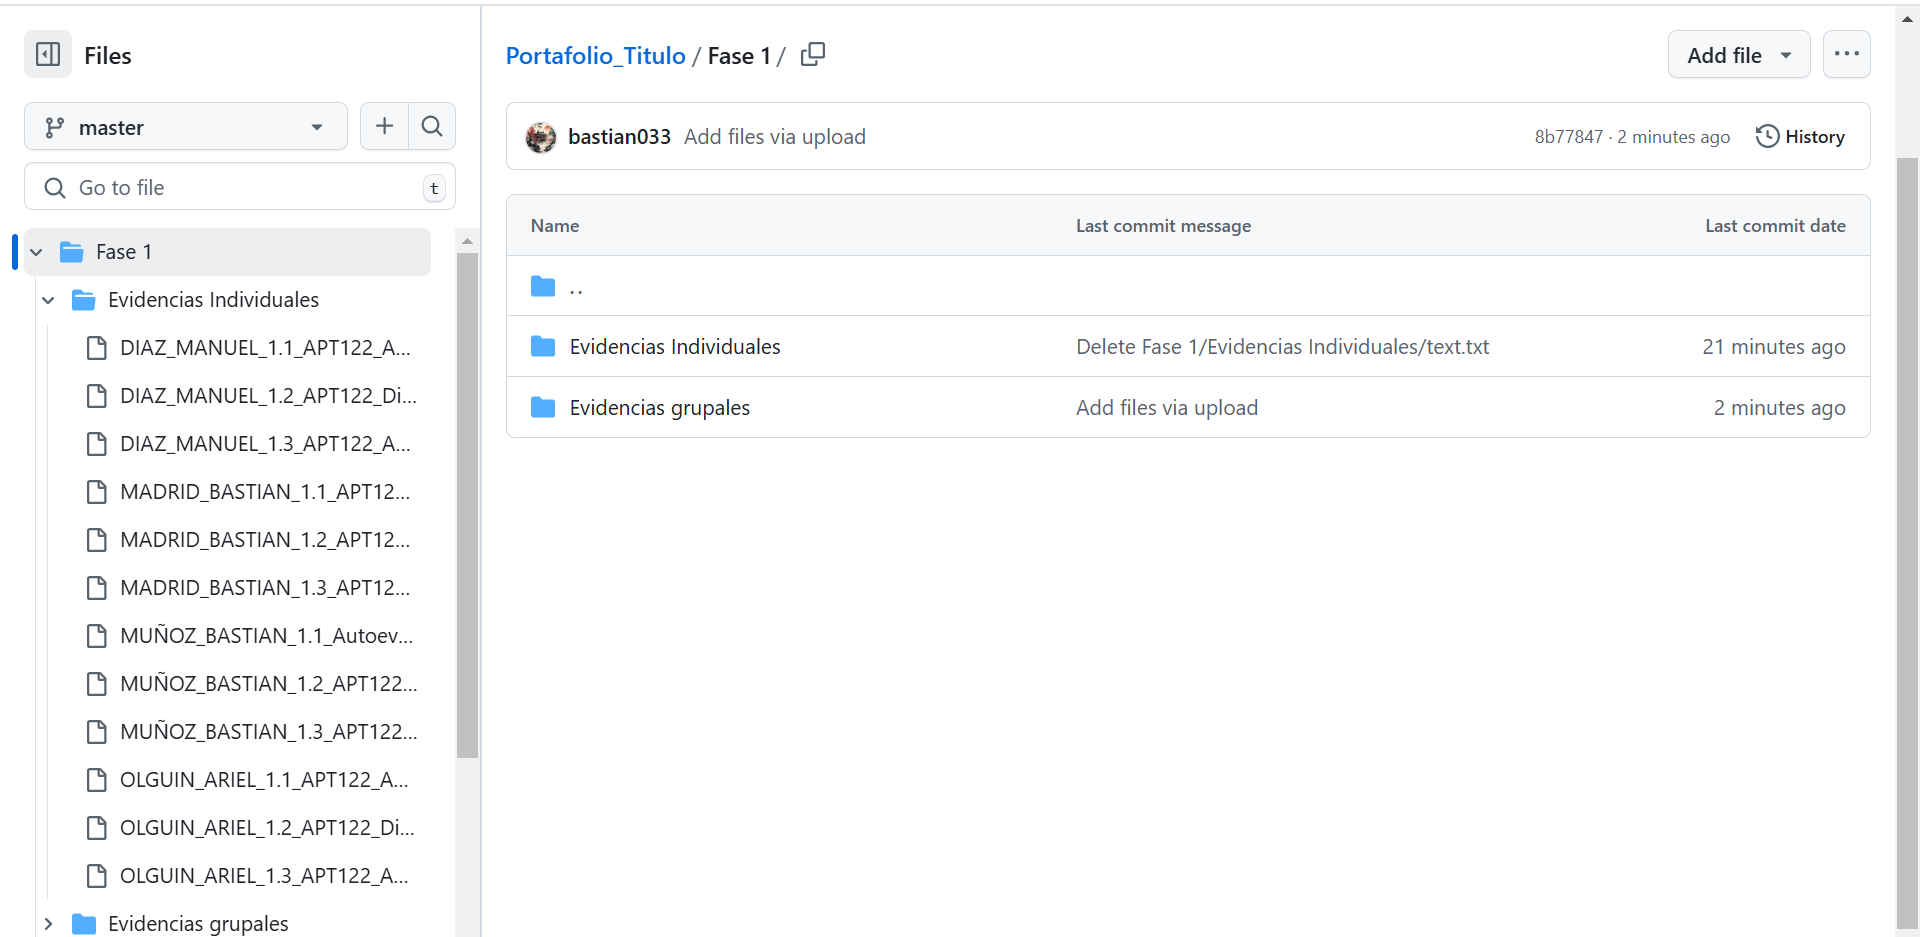 Files
master
Go to file
t
Fase 1
Evidencias Individuales
DIAZ_MANUEL_1.1_APT122_A...
DIAZ_MANUEL_1.2_APT122_Di...
DIAZ_MANUEL_1.3_APT122_A...
MADRID_BASTIAN_1.1_APT12...
MADRID_BASTIAN_1.2_APT12...
MADRID_BASTIAN_1.3_APT12...
MUÑOZ_BASTIAN_1.1_Autoev...
MUÑOZ_BASTIAN_1.2_APT122...
MUÑOZ_BASTIAN_1.3_APT122...
OLGUIN_ARIEL_1.1_APT122_A...
OLGUIN_ARIEL_1.2_APT122_Di...
OLGUIN_ARIEL_1.3_APT122_A...
Evidencias grupales
Portafolio_Titulo / Fase 1 /
Add file
bastian033 Add files via upload 8b77847 · 2 minutes ago History
Name Last commit message Last commit date
..
Evidencias Individuales Delete Fase 1/Evidencias Individuales/text.txt 21 minutes ago
Evidencias grupales Add files via upload 2 minutes ago